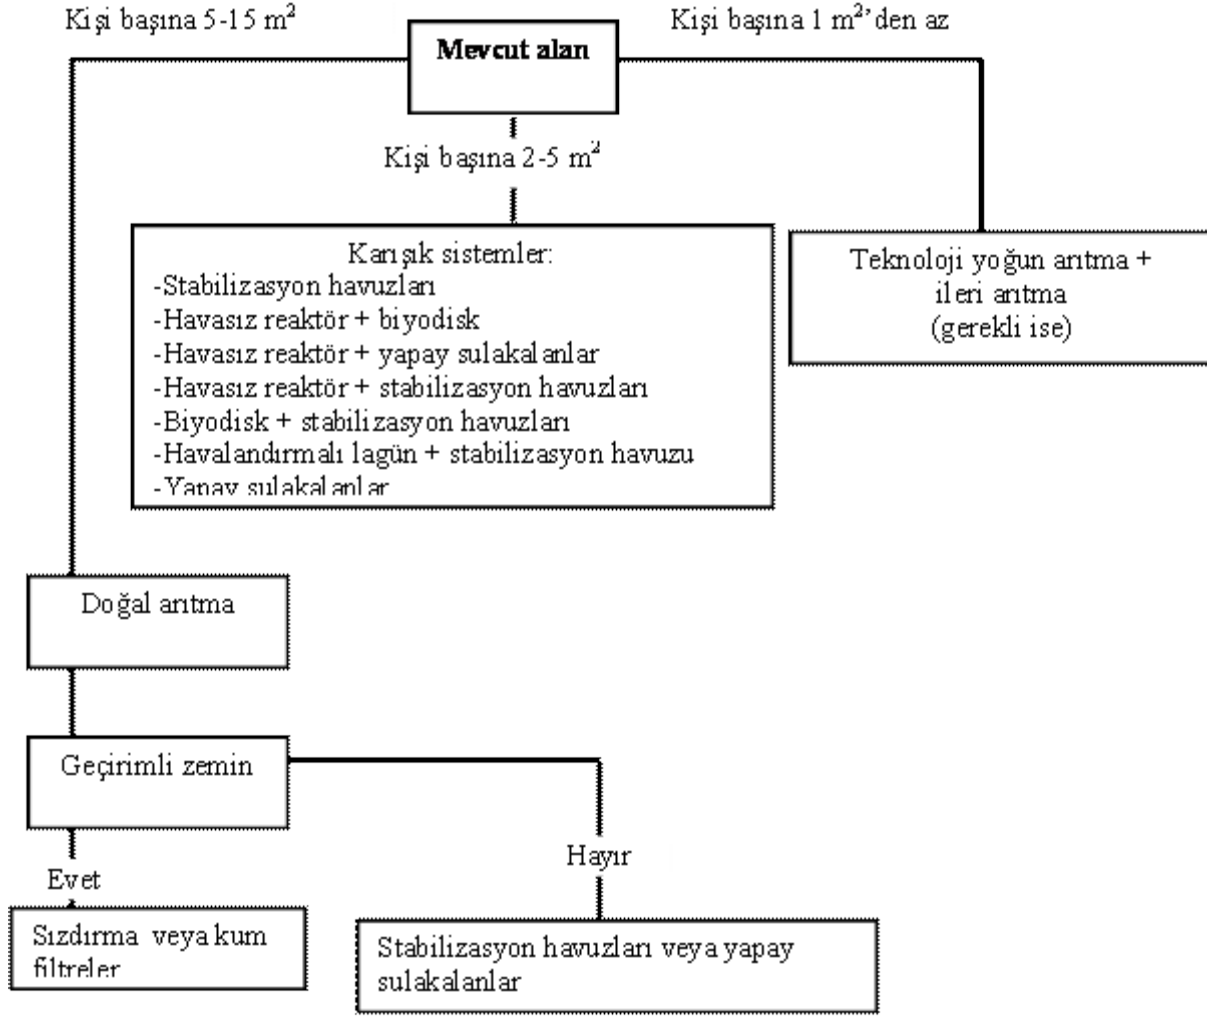 Kişi başına 5-15 m²
Kişi başına 1 m²'den az
Mevcut alan
Kişi başına 2-5 m²
Karışık sistemler:
-Stabilizasyon havuzları
-Havasız reaktör + biyodisk
-Havasız reaktör + yapay sulakalanlar
-Havasız reaktör + stabilizasyon havuzları
-Biyodisk + stabilizasyon havuzları
-Havalandırmalı lagün + stabilizasyon havuzu
-Yapay sulakalanlar
Teknoloji yoğun arıtma +
ileri arıtma
(gerekli ise)
Doğal arıtma
Geçirimli zemin
Evet
Hayır
Sızdırma veya kum
filtreler
Stabilizasyon havuzları veya yapay
sulakalanlar